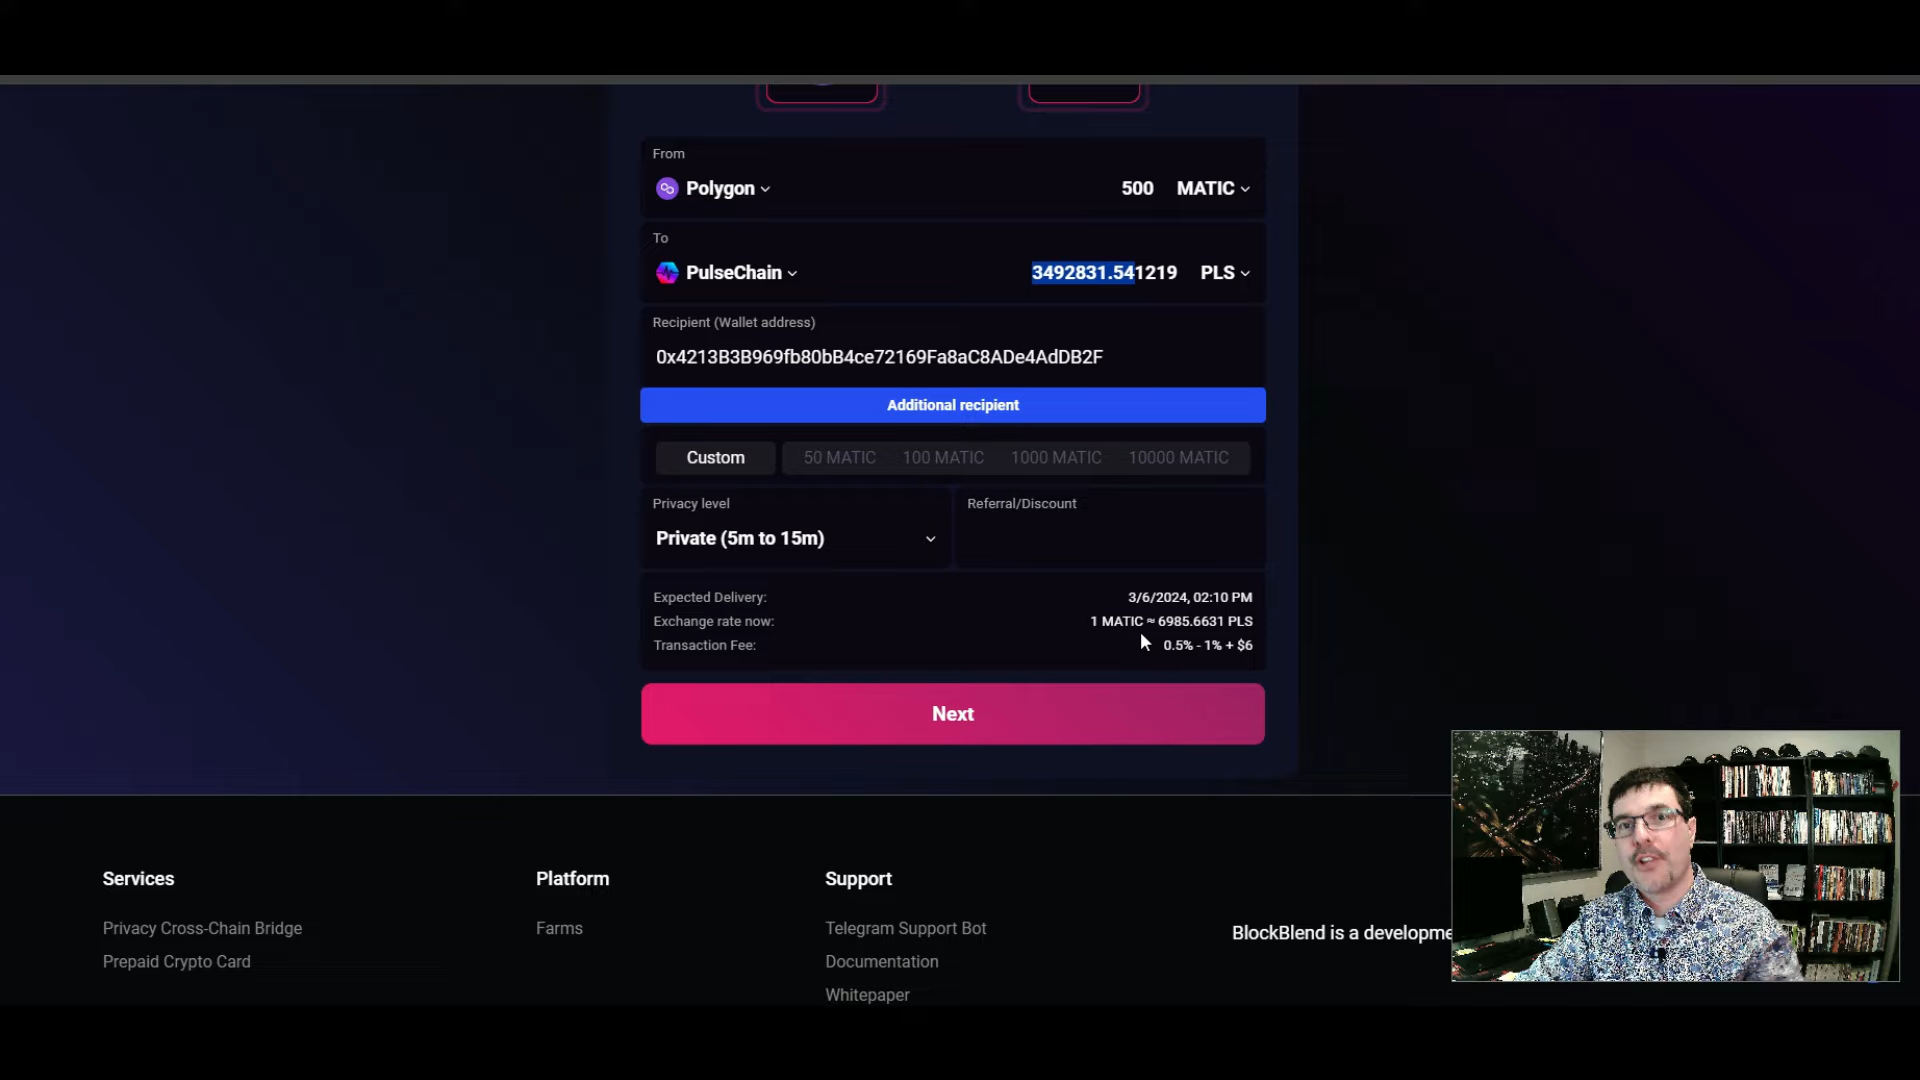 From
Polygon
500 MATIC
To
PulseChain
3492831.541219 PLS
Recipient (Wallet address)
0x4213B3B969fb80bB4ce72169Fa8aC8ADe4AdDB2F
Additional recipient
Custom 50 MATIC 100 MATIC 1000 MATIC 10000 MATIC
Privacy level
Private (5m to 15m)
Referral/Discount
Expected Delivery: 3/6/2024, 02:10 PM
Exchange rate now: 1 MATIC ≈ 6985.6631 PLS
Transaction Fee: 0.5% - 1% + $6
Next
Services
Privacy Cross-Chain Bridge
Prepaid Crypto Card
Platform
Farms
Support
Telegram Support Bot
Documentation
Whitepaper
BlockBlend is a developme